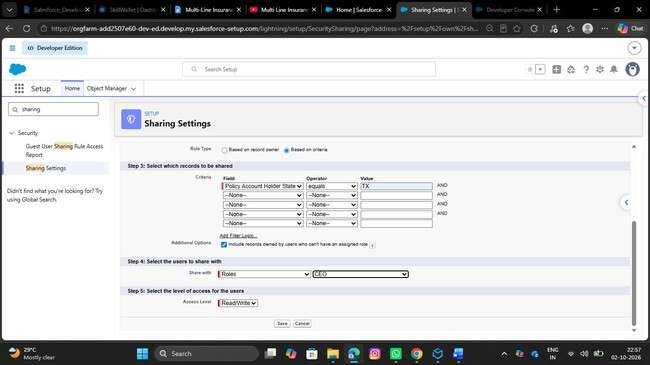 Salesforce_Develo
SkillWallet | Dashb
Multi-Line Insuranc
Multi-Line Insuran
Home | Salesforce
Sharing Settings | S
Developer Console
https://orgfarm-add2507e60-dev-ed.develop.my.salesforce-setup.com/lightning/setup/SecuritySharing/page?address=%2Fsetup%2Fown%2Fsh...
Chat
Developer Edition
Search Setup
Setup
Home
Object Manager
sharing
Security
Guest User Sharing Rule Access Report
Sharing Settings
Didn't find what you're looking for? Try using Global Search.
SETUP
Sharing Settings
Rule Type
Based on record owner
Based on criteria
Step 3: Select which records to be shared
Criteria
Field Operator Value
Policy Account Holder State equals TX AND
--None-- --None-- AND
--None-- --None-- AND
--None-- --None-- AND
--None-- --None--
Add Filter Logic...
Additional Options
Include records owned by users who can't have an assigned role
Step 4: Select the users to share with
Share with Roles CEO
Step 5: Select the level of access for the users
Access Level Read/Write
Save Cancel
29°C
Mostly clear
Search
ENG
IN
22:57
02-10-2026